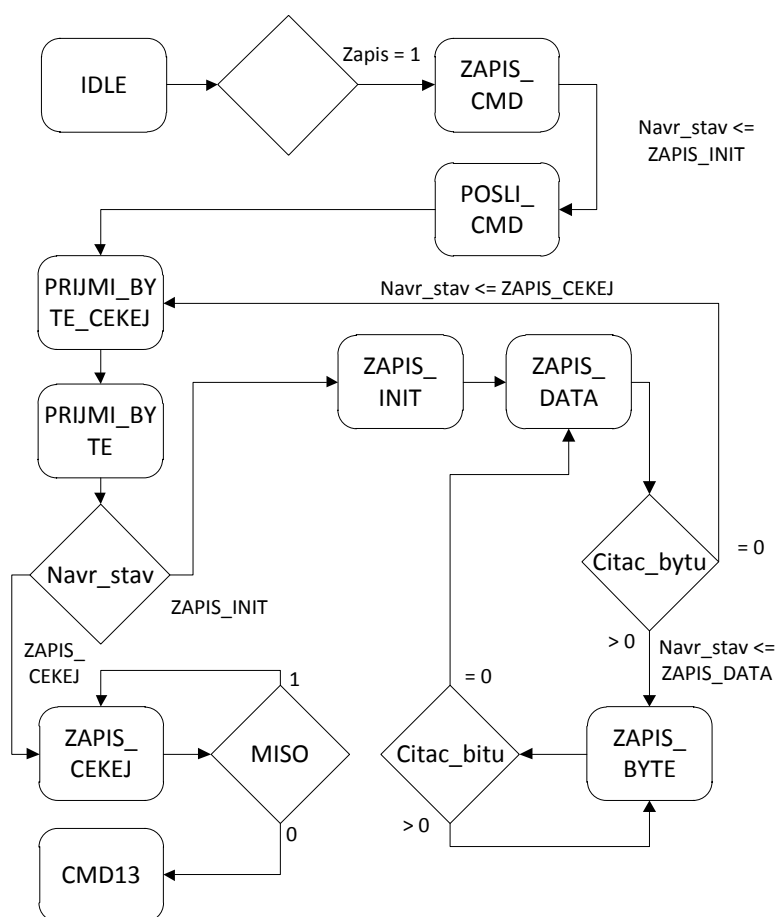 Zapis = 1
IDLE
ZAPIS_
CMD
Navr_stav <=
ZAPIS_INIT
POSLI_
CMD
PRIJMI_BY
TE_CEKEJ
Navr_stav <= ZAPIS_CEKEJ
ZAPIS_
INIT
ZAPIS_
DATA
PRIJMI_BY
TE
Navr_stav
ZAPIS_INIT
Citac_bytu
= 0
> 0
Navr_stav <=
ZAPIS_DATA
ZAPIS_
CEKEJ
1
= 0
ZAPIS_
CEKEJ
MISO
Citac_bitu
ZAPIS_
BYTE
0
> 0
CMD13